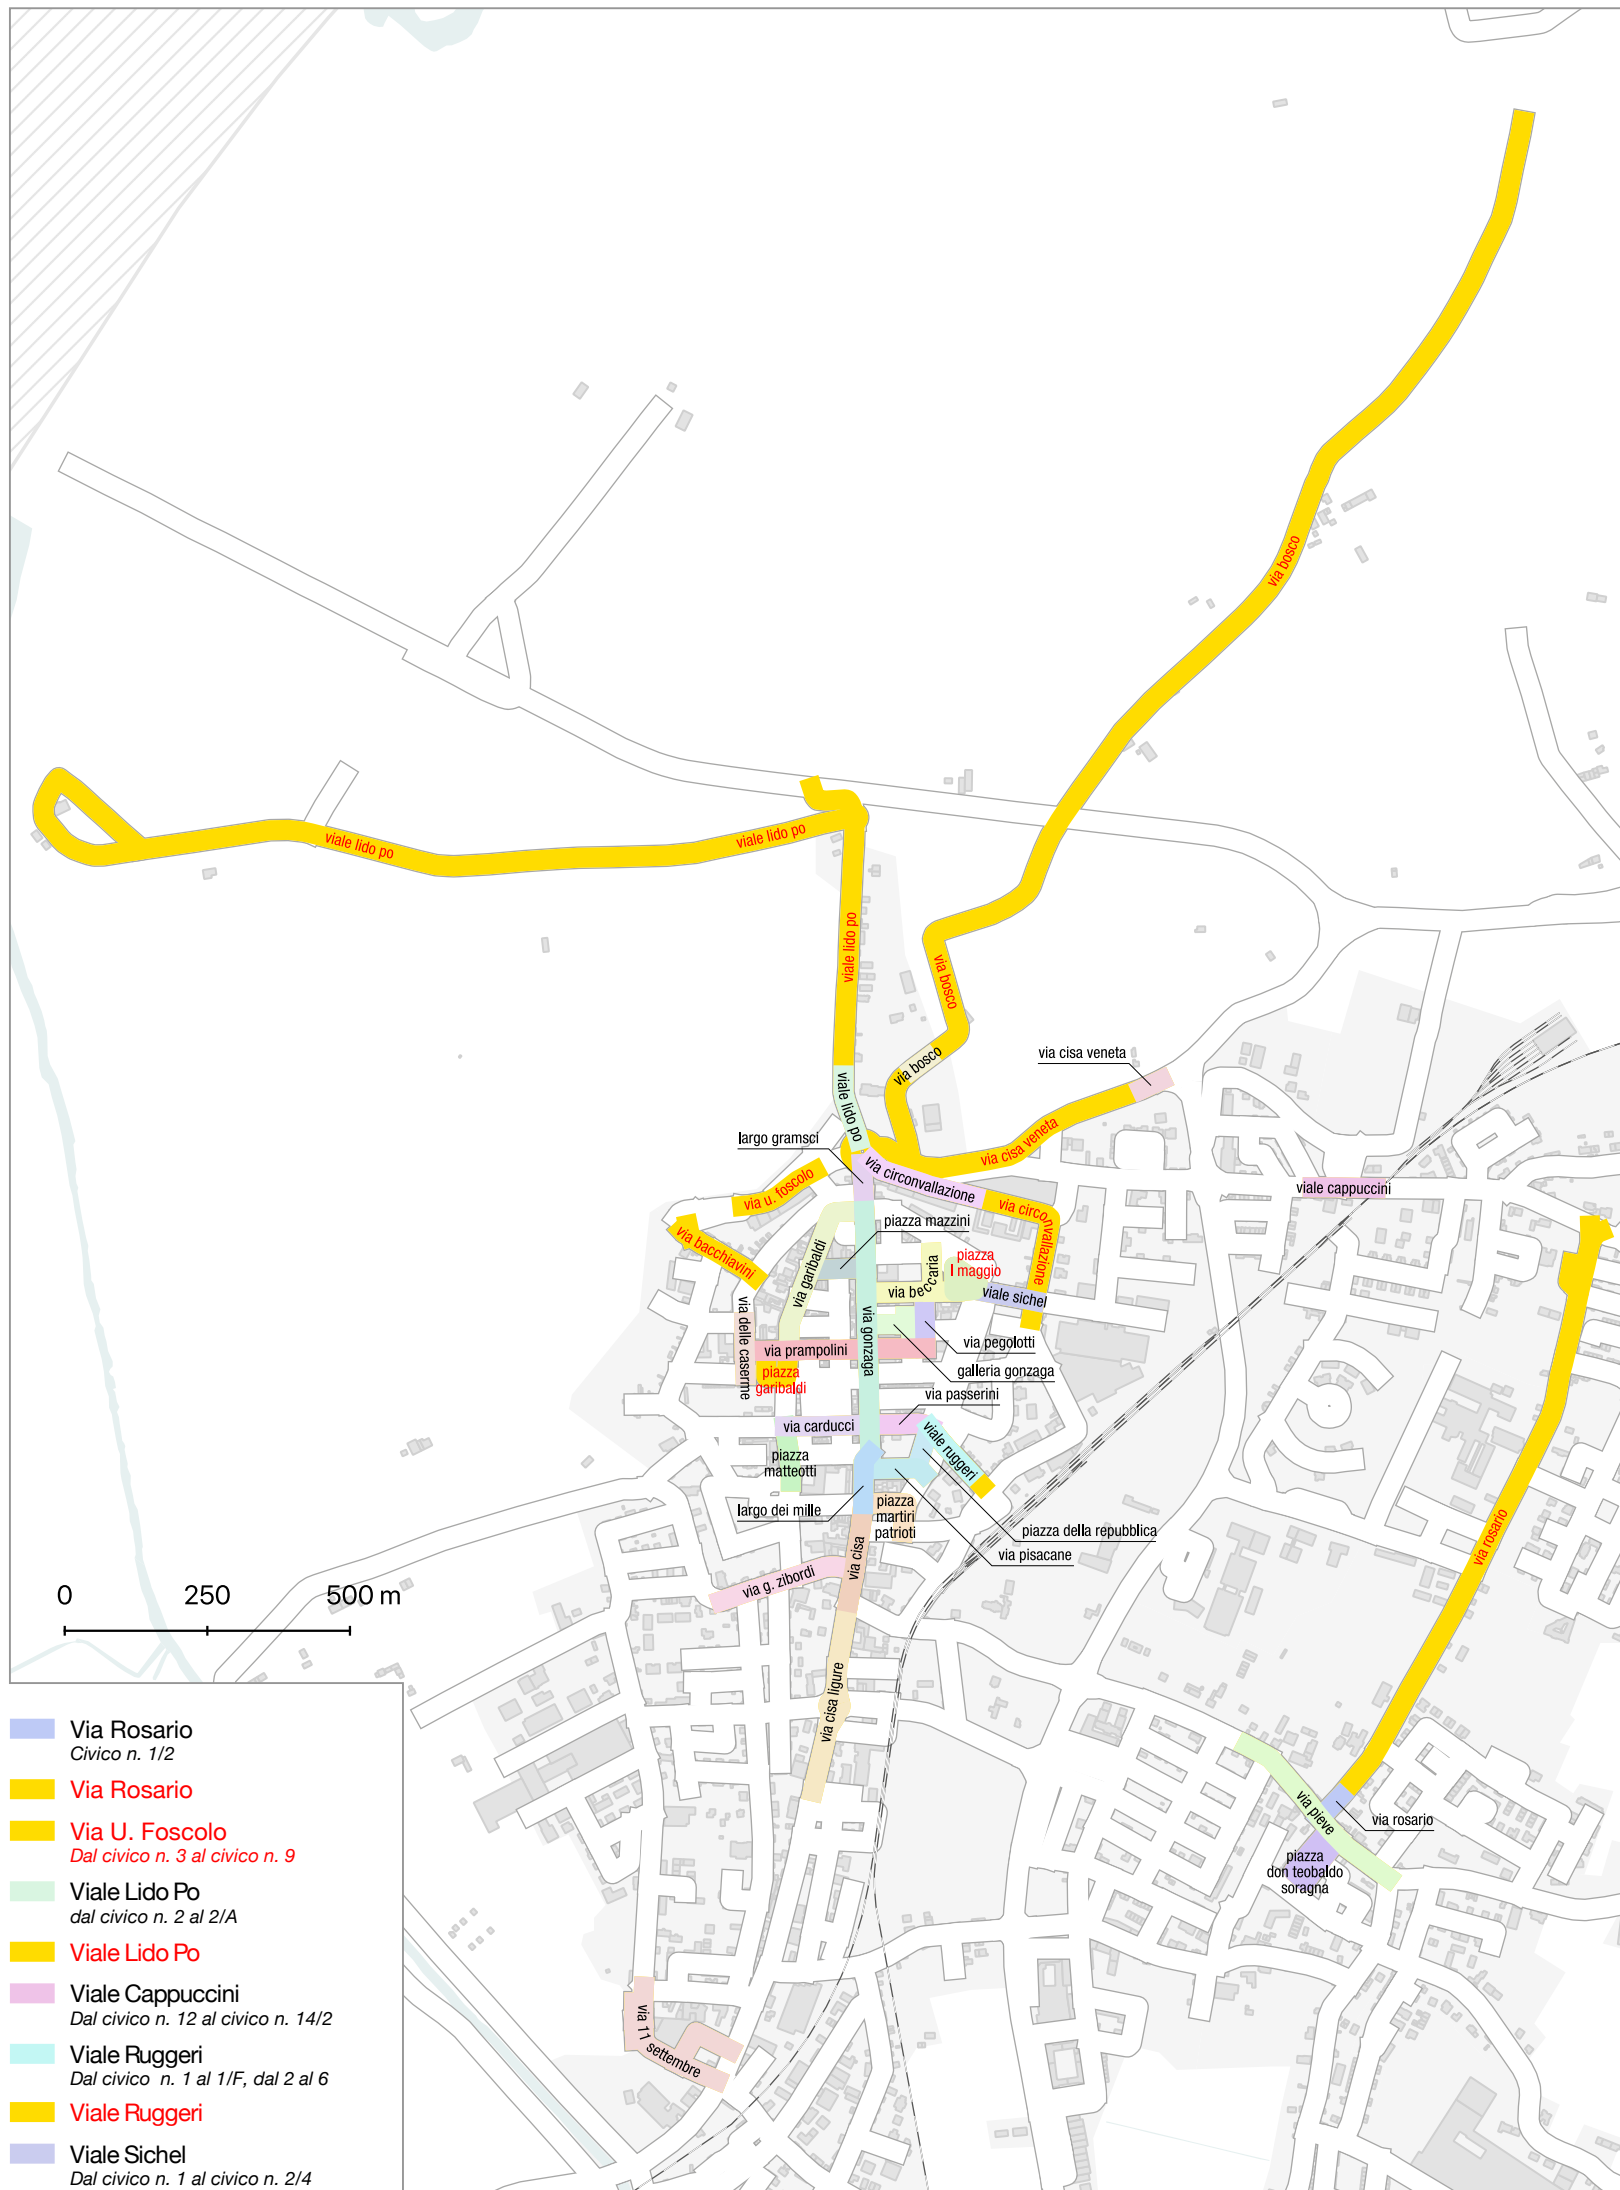 via bosco
viale lido po
viale lido po
viale lido po
via bosco
via bosco
via cisa veneta
viale lido po
largo gramsci
via cisa veneta
via circonvallazione
via u. foscolo
viale cappuccini
via circonvallazione
piazza mazzini
via bacchiavini
via garibaldi
piazza
I maggio
via beccaria
viale sichel
via delle caserme
via gonzaga
via pegolotti
via prampolini
galleria gonzaga
piazza
garibaldi
via passerini
via carducci
viale ruggeri
piazza
matteotti
largo dei mille
piazza
martiri
patrioti
piazza della repubblica
via pisacane
via cisa
via g. zibordi
via rosario
0 250 500 m
via cisa ligure
via pieve
via rosario
piazza
don teobaldo
soragna
via 11 settembre
Via Rosario
Civico n. 1/2
Via Rosario
Via U. Foscolo
Dal civico n. 3 al civico n. 9
Viale Lido Po
dal civico n. 2 al 2/A
Viale Lido Po
Viale Cappuccini
Dal civico n. 12 al civico n. 14/2
Viale Ruggeri
Dal civico n. 1 al 1/F, dal 2 al 6
Viale Ruggeri
Viale Sichel
Dal civico n. 1 al civico n. 2/4